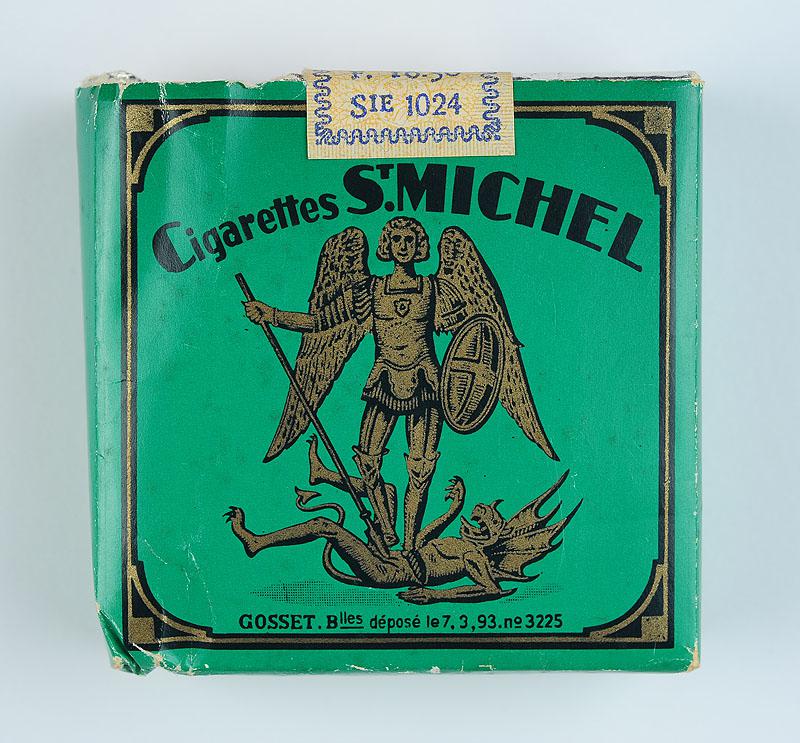 SIE 1024
Cigarettes ST. MICHEL
GOSSET. Blles déposé le 7, 3, 93. no 3225